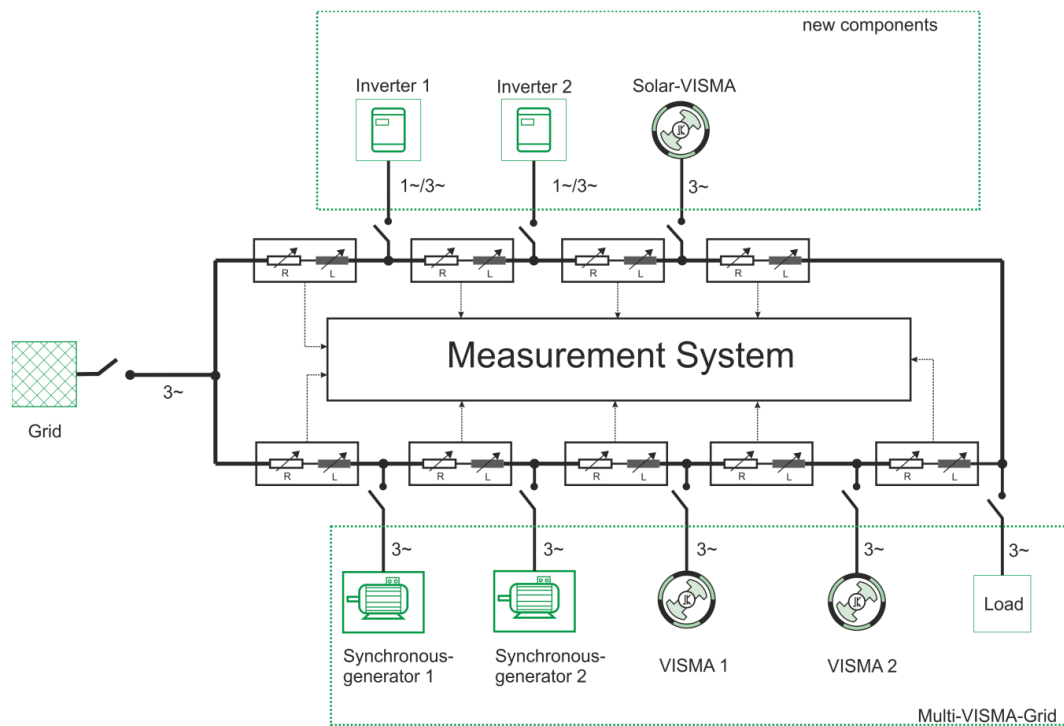 new components
Inverter 1
Inverter 2
Solar-VISMA
1~/3~
1~/3~
3~
R
L
R
L
R
L
R
L
Measurement System
3~
Grid
R
L
R
L
R
L
R
L
R
L
3~
3~
3~
3~
3~
Load
Synchronous-
generator 1
Synchronous-
generator 2
VISMA 1
VISMA 2
Multi-VISMA-Grid